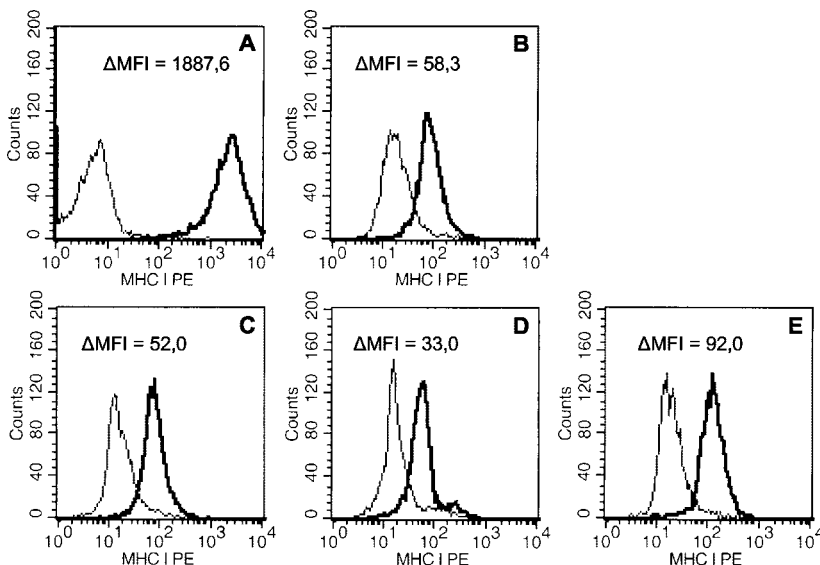 A
ΔMFI = 1887,6
200
160
120
80
40
0
Counts
10^0 10^1 10^2 10^3 10^4
MHC I PE
B
ΔMFI = 58,3
200
160
120
80
40
0
Counts
10^0 10^1 10^2 10^3 10^4
MHC I PE
C
ΔMFI = 52,0
200
160
120
80
40
0
Counts
10^0 10^1 10^2 10^3 10^4
MHC I PE
D
ΔMFI = 33,0
200
160
120
80
40
0
Counts
10^0 10^1 10^2 10^3 10^4
MHC I PE
E
ΔMFI = 92,0
200
160
120
80
40
0
Counts
10^0 10^1 10^2 10^3 10^4
MHC I PE